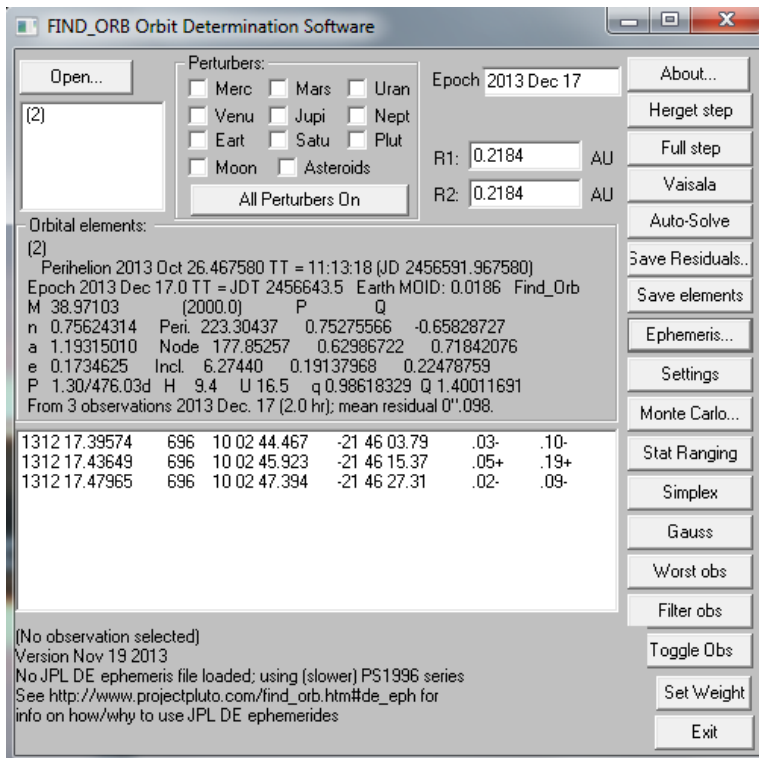 FIND_ORB Orbit Determination Software
Open...
(2)
Perturbers:
Merc Mars Uran
Venu Jupi Nept
Eart Satu Plut
Moon Asteroids
All Perturbers On
Epoch 2013 Dec 17
R1: 0.2184 AU
R2: 0.2184 AU
Orbital elements:
(2)
Perihelion 2013 Oct 26.467580 TT = 11:13:18 (JD 2456591.967580)
Epoch 2013 Dec 17.0 TT = JDT 2456643.5 Earth MOID: 0.0186 Find_Orb
M 38.97103 (2000.0) P Q
n 0.75624314 Peri. 223.30437 0.75275566 -0.65828727
a 1.19315010 Node 177.85257 0.62986722 0.71842076
e 0.1734625 Incl. 6.27440 0.19137968 0.22478759
P 1.30/476.03d H 9.4 U 16.5 q 0.98618329 Q 1.40011691
From 3 observations 2013 Dec. 17 (2.0 hr); mean residual 0".098.
1312 17.39574 696 10 02 44.467 -21 46 03.79 .03- .10-
1312 17.43649 696 10 02 45.923 -21 46 15.37 .05+ .19+
1312 17.47965 696 10 02 47.394 -21 46 27.31 .02- .09-
(No observation selected)
Version Nov 19 2013
No JPL DE ephemeris file loaded; using (slower) PS1996 series
See http://www.projectpluto.com/find_orb.htm#de_eph for
info on how/why to use JPL DE ephemerides
About...
Herget step
Full step
Vaisala
Auto-Solve
Save Residuals..
Save elements
Ephemeris...
Settings
Monte Carlo...
Stat Ranging
Simplex
Gauss
Worst obs
Filter obs
Toggle Obs
Set Weight
Exit